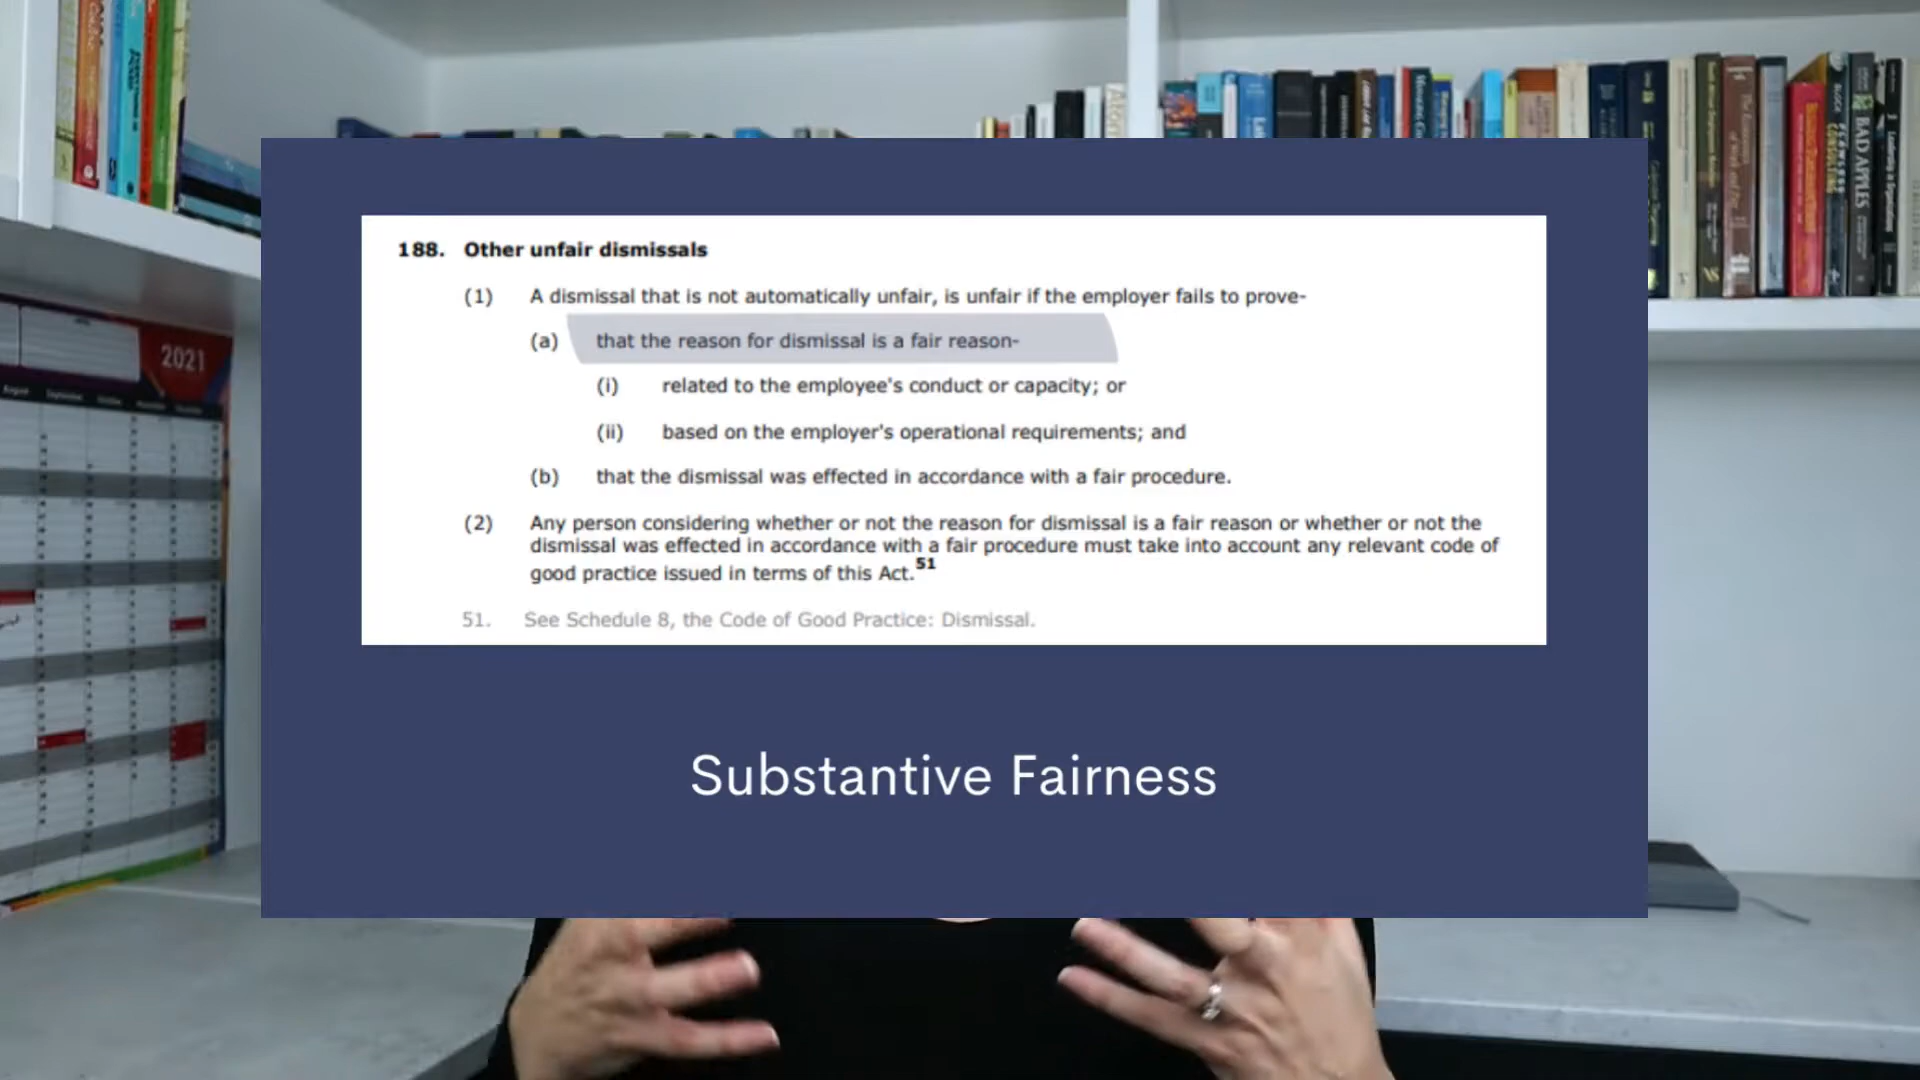 188. Other unfair dismissals
(1) A dismissal that is not automatically unfair, is unfair if the employer fails to prove-
(a) that the reason for dismissal is a fair reason-
(i) related to the employee's conduct or capacity; or
(ii) based on the employer's operational requirements; and
(b) that the dismissal was effected in accordance with a fair procedure.
(2) Any person considering whether or not the reason for dismissal is a fair reason or whether or not the
dismissal was effected in accordance with a fair procedure must take into account any relevant code of
good practice issued in terms of this Act.51
51. See Schedule 8, the Code of Good Practice: Dismissal.
Substantive Fairness
2021
BAD APPLES